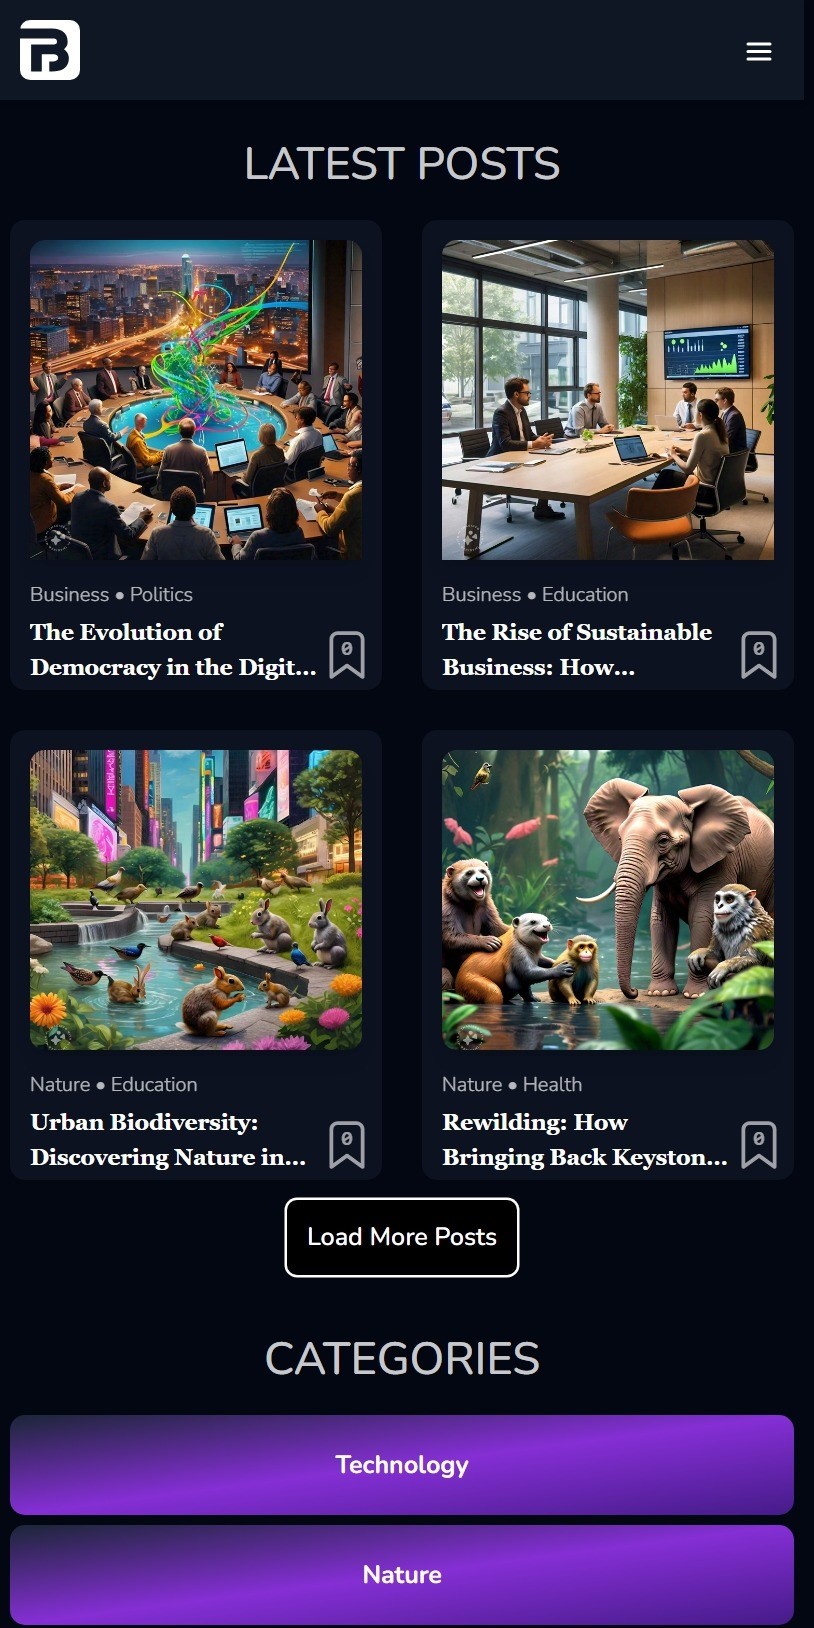 B
LATEST POSTS
Business • Politics
The Evolution of
Democracy in the Digit...
0
Business • Education
The Rise of Sustainable
Business: How...
0
Nature • Education
Urban Biodiversity:
Discovering Nature in...
0
Nature • Health
Rewilding: How
Bringing Back Keyston...
0
Load More Posts
CATEGORIES
Technology
Nature